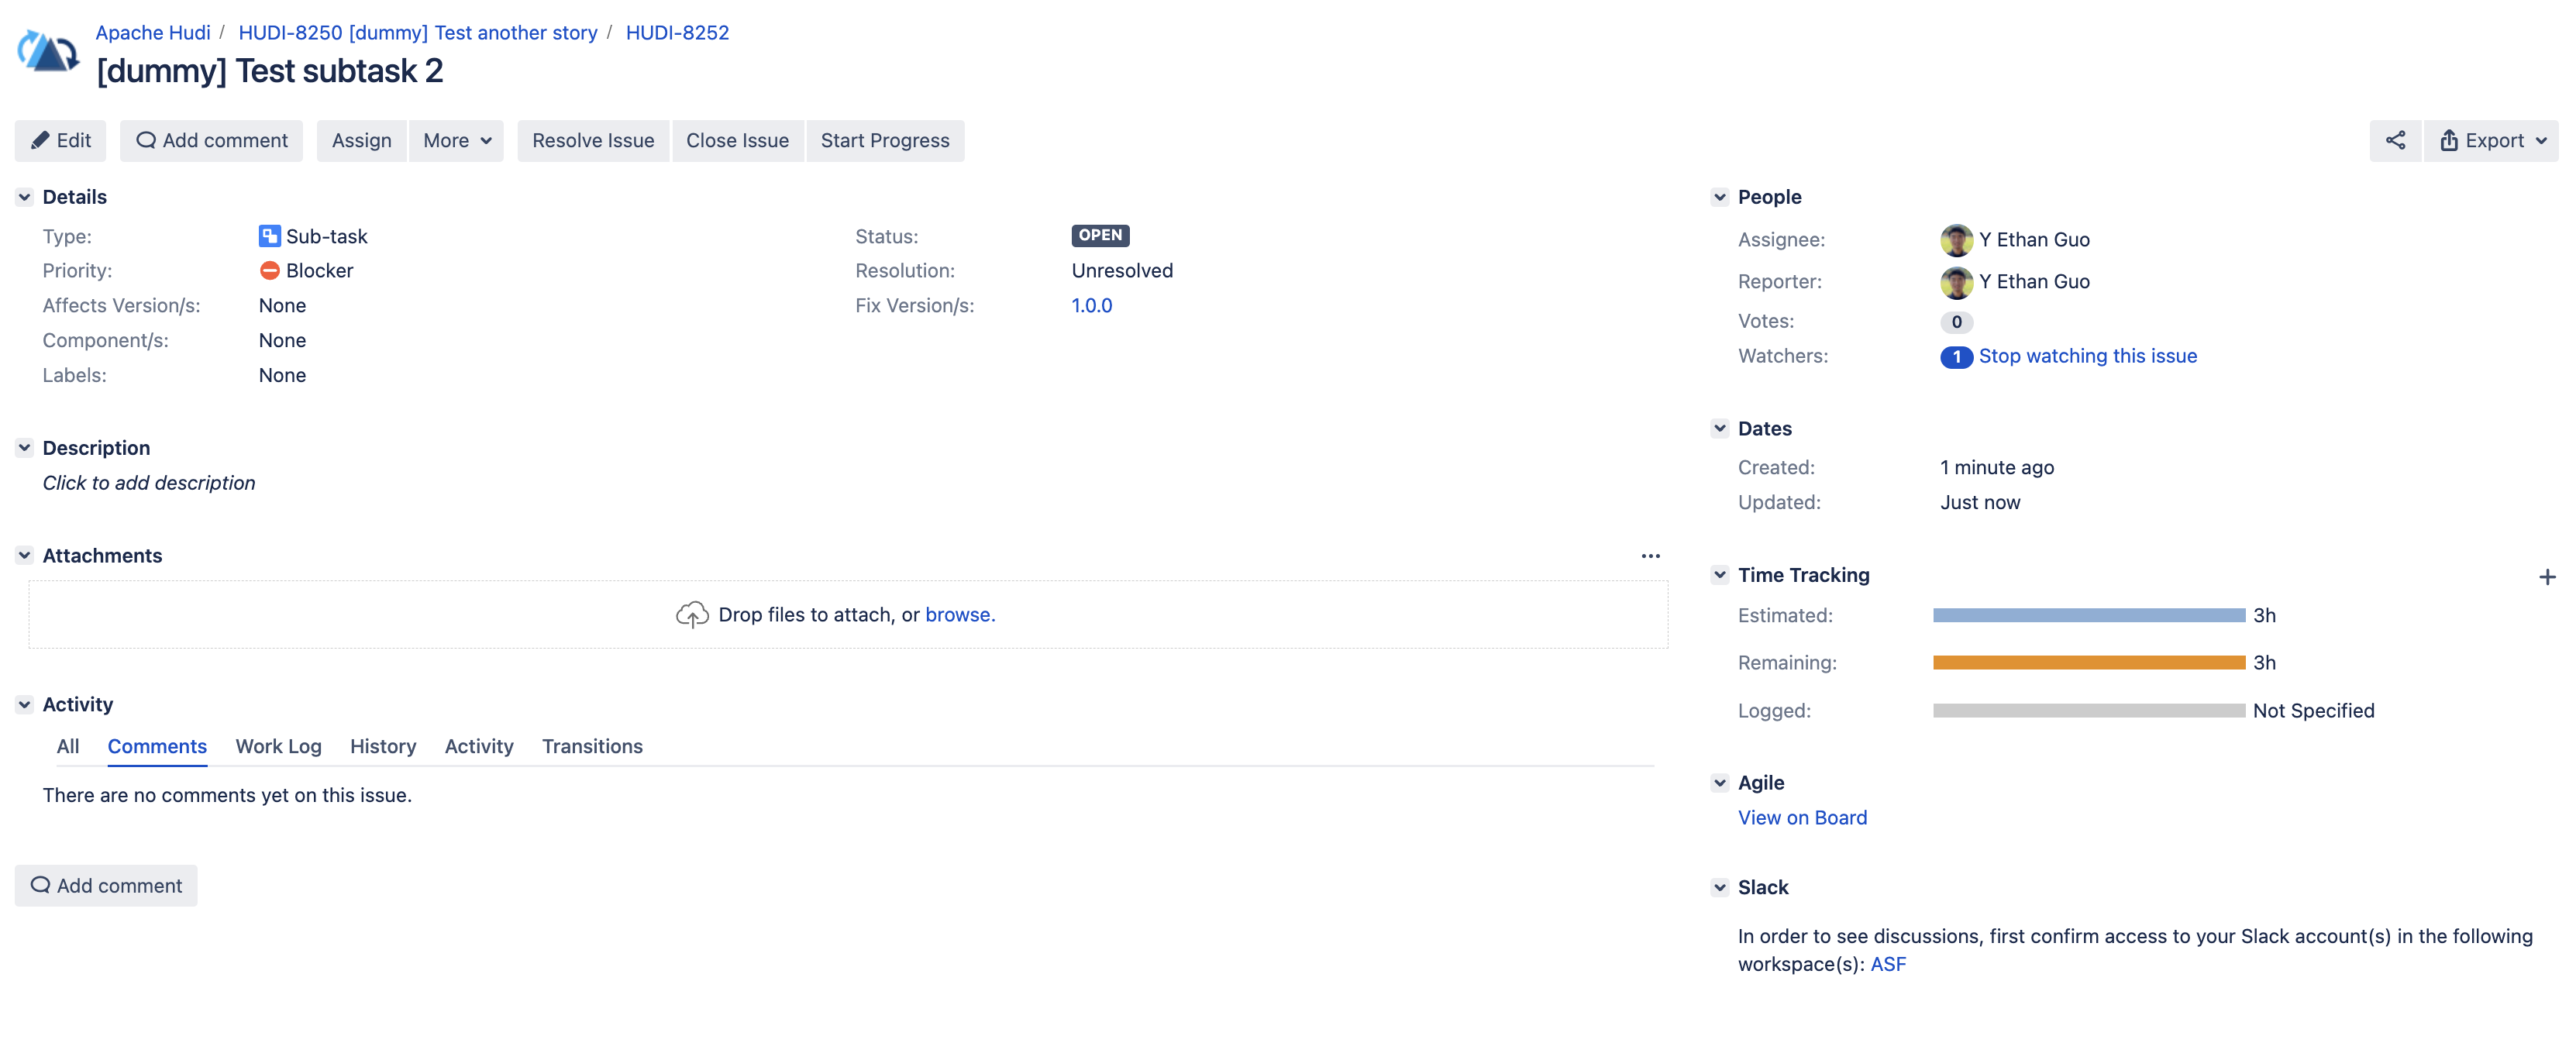 Apache Hudi / HUDI-8250 [dummy] Test another story / HUDI-8252
[dummy] Test subtask 2
Edit Add comment Assign More Resolve Issue Close Issue Start Progress Export
Details
Type: Sub-task Status: OPEN
Priority: Blocker Resolution: Unresolved
Affects Version/s: None Fix Version/s: 1.0.0
Component/s: None
Labels: None
Description
Click to add description
Attachments
Drop files to attach, or browse.
Activity
All Comments Work Log History Activity Transitions
There are no comments yet on this issue.
Add comment
People
Assignee: Y Ethan Guo
Reporter: Y Ethan Guo
Votes: 0
Watchers: 1 Stop watching this issue
Dates
Created: 1 minute ago
Updated: Just now
Time Tracking
Estimated: 3h
Remaining: 3h
Logged: Not Specified
Agile
View on Board
Slack
In order to see discussions, first confirm access to your Slack account(s) in the following
workspace(s): ASF